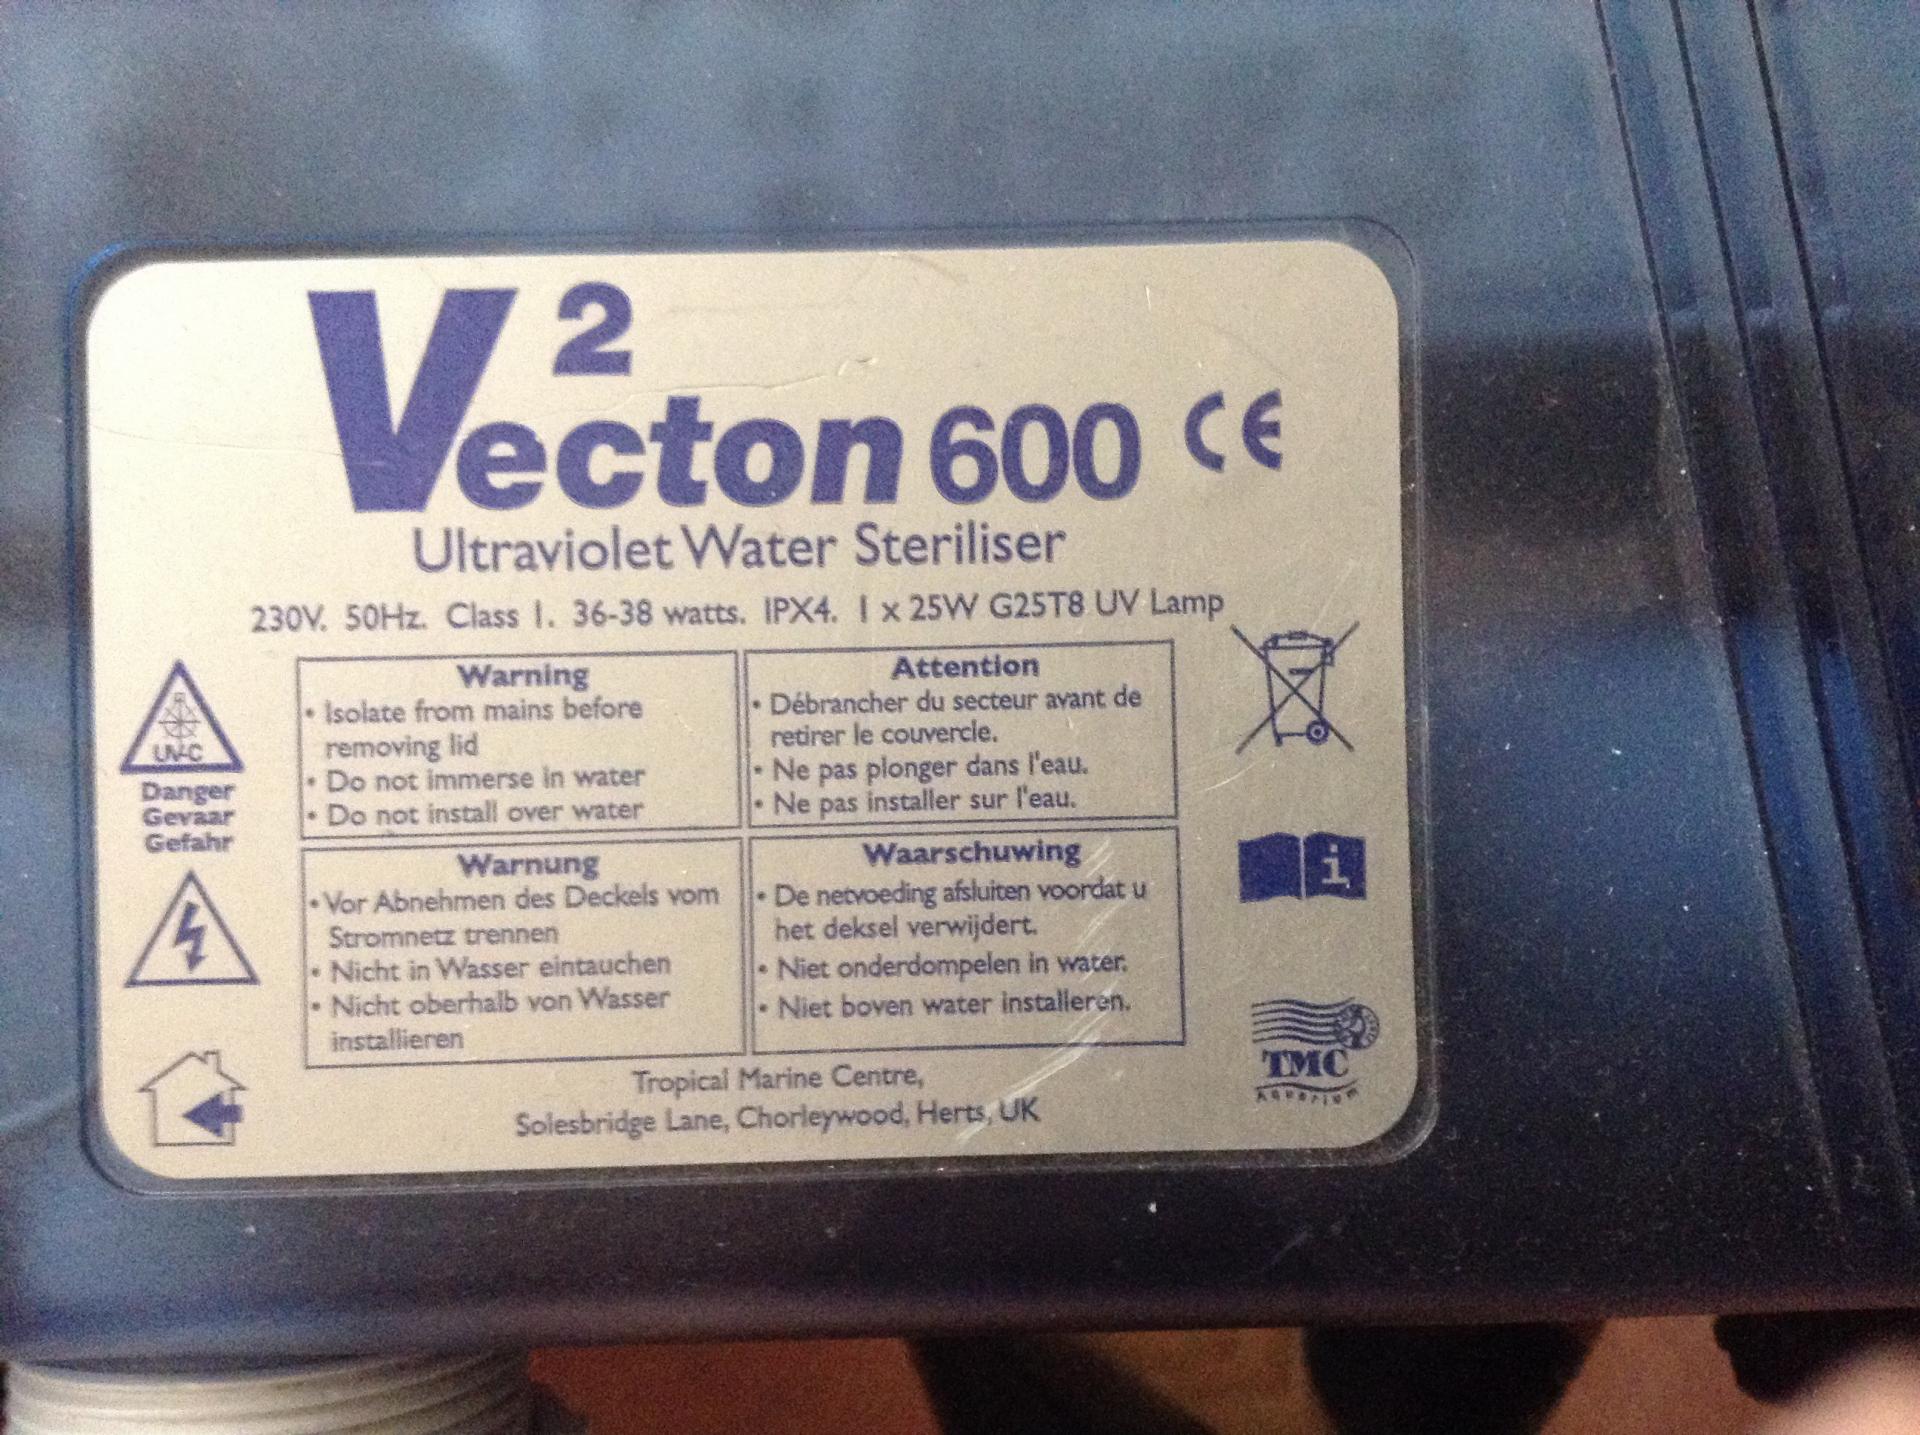 V2
Vecton 600 CE
Ultraviolet Water Steriliser
230V. 50Hz. Class 1. 36-38 watts. IPX4. 1 x 25W G25T8 UV Lamp
UV-C
Danger
Gevaar
Gefahr
Warning
• Isolate from mains before
removing lid
• Do not immerse in water
• Do not install over water
Attention
• Débrancher du secteur avant de
retirer le couvercle.
• Ne pas plonger dans l'eau.
• Ne pas installer sur l'eau.
Warnung
• Vor Abnehmen des Deckels vom
Stromnetz trennen
• Nicht in Wasser eintauchen
• Nicht oberhalb von Wasser
installieren
Waarschuwing
• De netvoeding afsluiten voordat u
het deksel verwijdert.
• Niet onderdompelen in water.
• Niet boven water installeren.
i
TMC
Aquarium
Tropical Marine Centre,
Solesbridge Lane, Chorleywood, Herts, UK